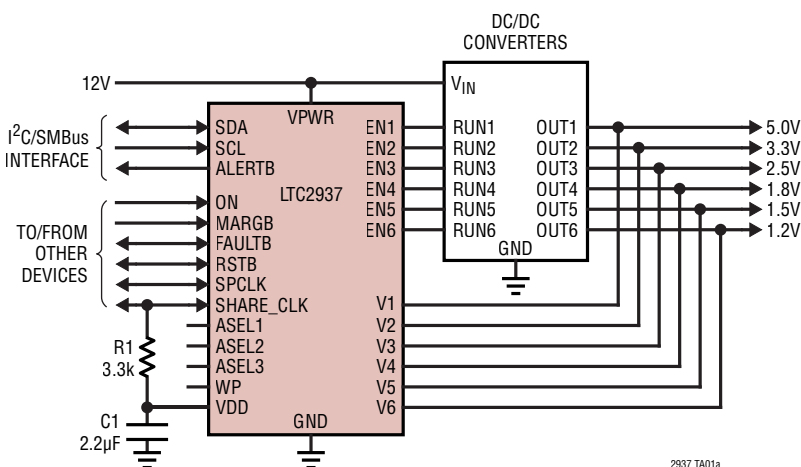 DC/DC
CONVERTERS
12V
VIN
VPWR
I2C/SMBus
INTERFACE
SDA
SCL
ALERTB
EN1
EN2
EN3
EN4
EN5
EN6
RUN1
RUN2
RUN3
RUN4
RUN5
RUN6
OUT1
OUT2
OUT3
OUT4
OUT5
OUT6
5.0V
3.3V
2.5V
1.8V
1.5V
1.2V
LTC2937
GND
TO/FROM
OTHER
DEVICES
ON
MARGB
FAULTB
RSTB
SPCLK
SHARE_CLK
ASEL1
ASEL2
ASEL3
WP
VDD
V1
V2
V3
V4
V5
V6
R1
3.3k
C1
2.2µF
GND
2937 TA01a